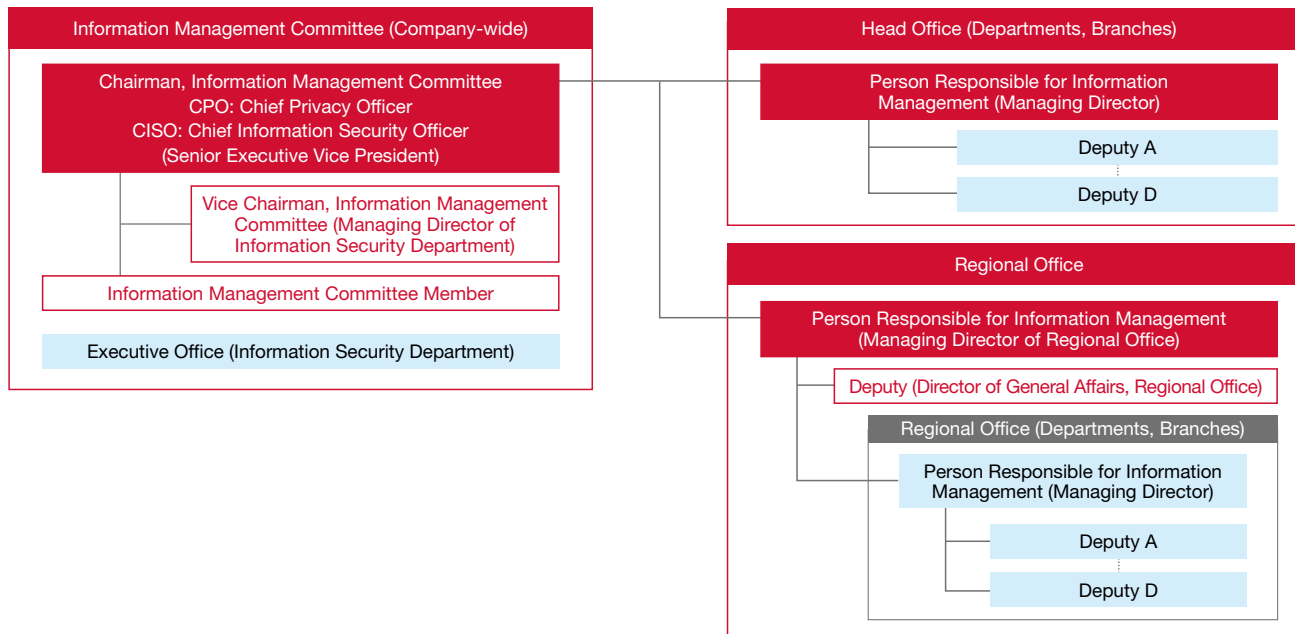 Information Management Committee (Company-wide)
Chairman, Information Management Committee
CPO: Chief Privacy Officer
CISO: Chief Information Security Officer
(Senior Executive Vice President)
Vice Chairman, Information Management
Committee (Managing Director of
Information Security Department)
Information Management Committee Member
Executive Office (Information Security Department)
Head Office (Departments, Branches)
Person Responsible for Information
Management (Managing Director)
Deputy A
Deputy D
Regional Office
Person Responsible for Information Management
(Managing Director of Regional Office)
Deputy (Director of General Affairs, Regional Office)
Regional Office (Departments, Branches)
Person Responsible for Information
Management (Managing Director)
Deputy A
Deputy D